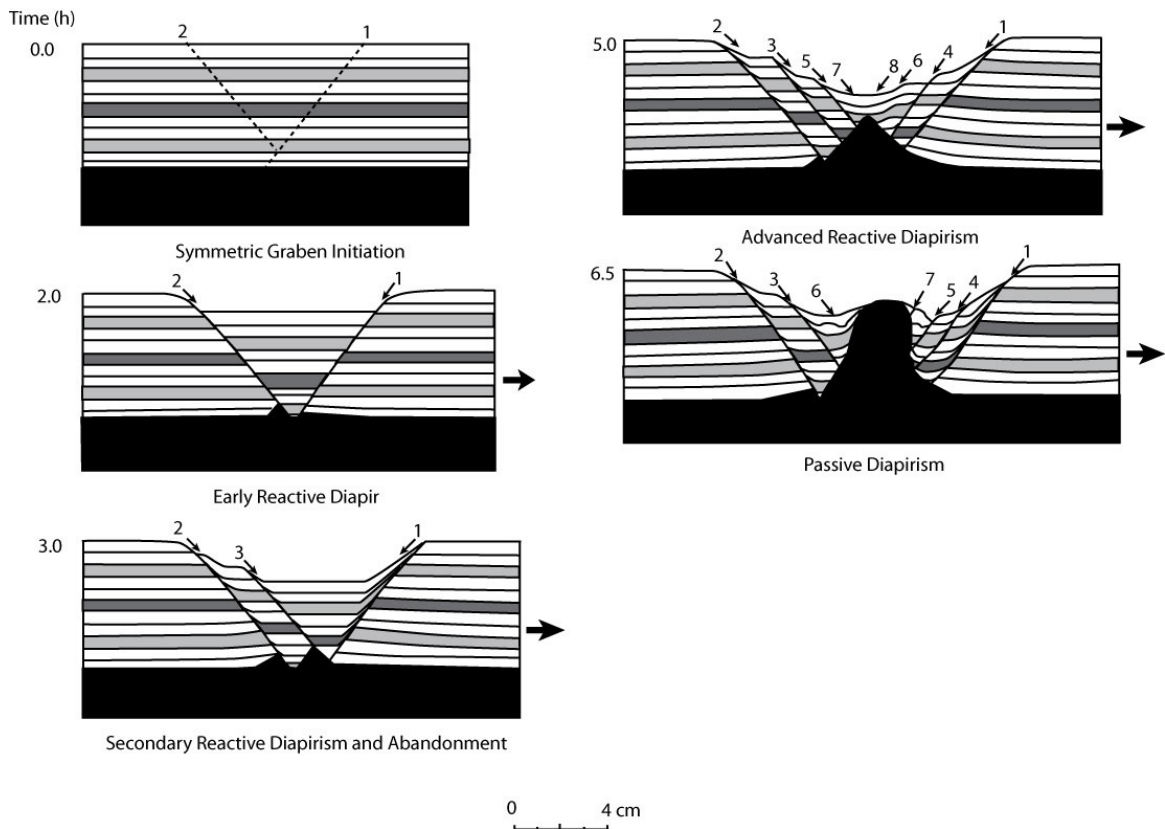 Time (h)
0.0
2 1
Symmetric Graben Initiation
2.0
2 1
Early Reactive Diapir
3.0
2 3 1
Secondary Reactive Diapirism and Abandonment
5.0
2 3 5 7 8 6 4 1
Advanced Reactive Diapirism
6.5
2 3 6 7 5 4 1
Passive Diapirism
0 4 cm